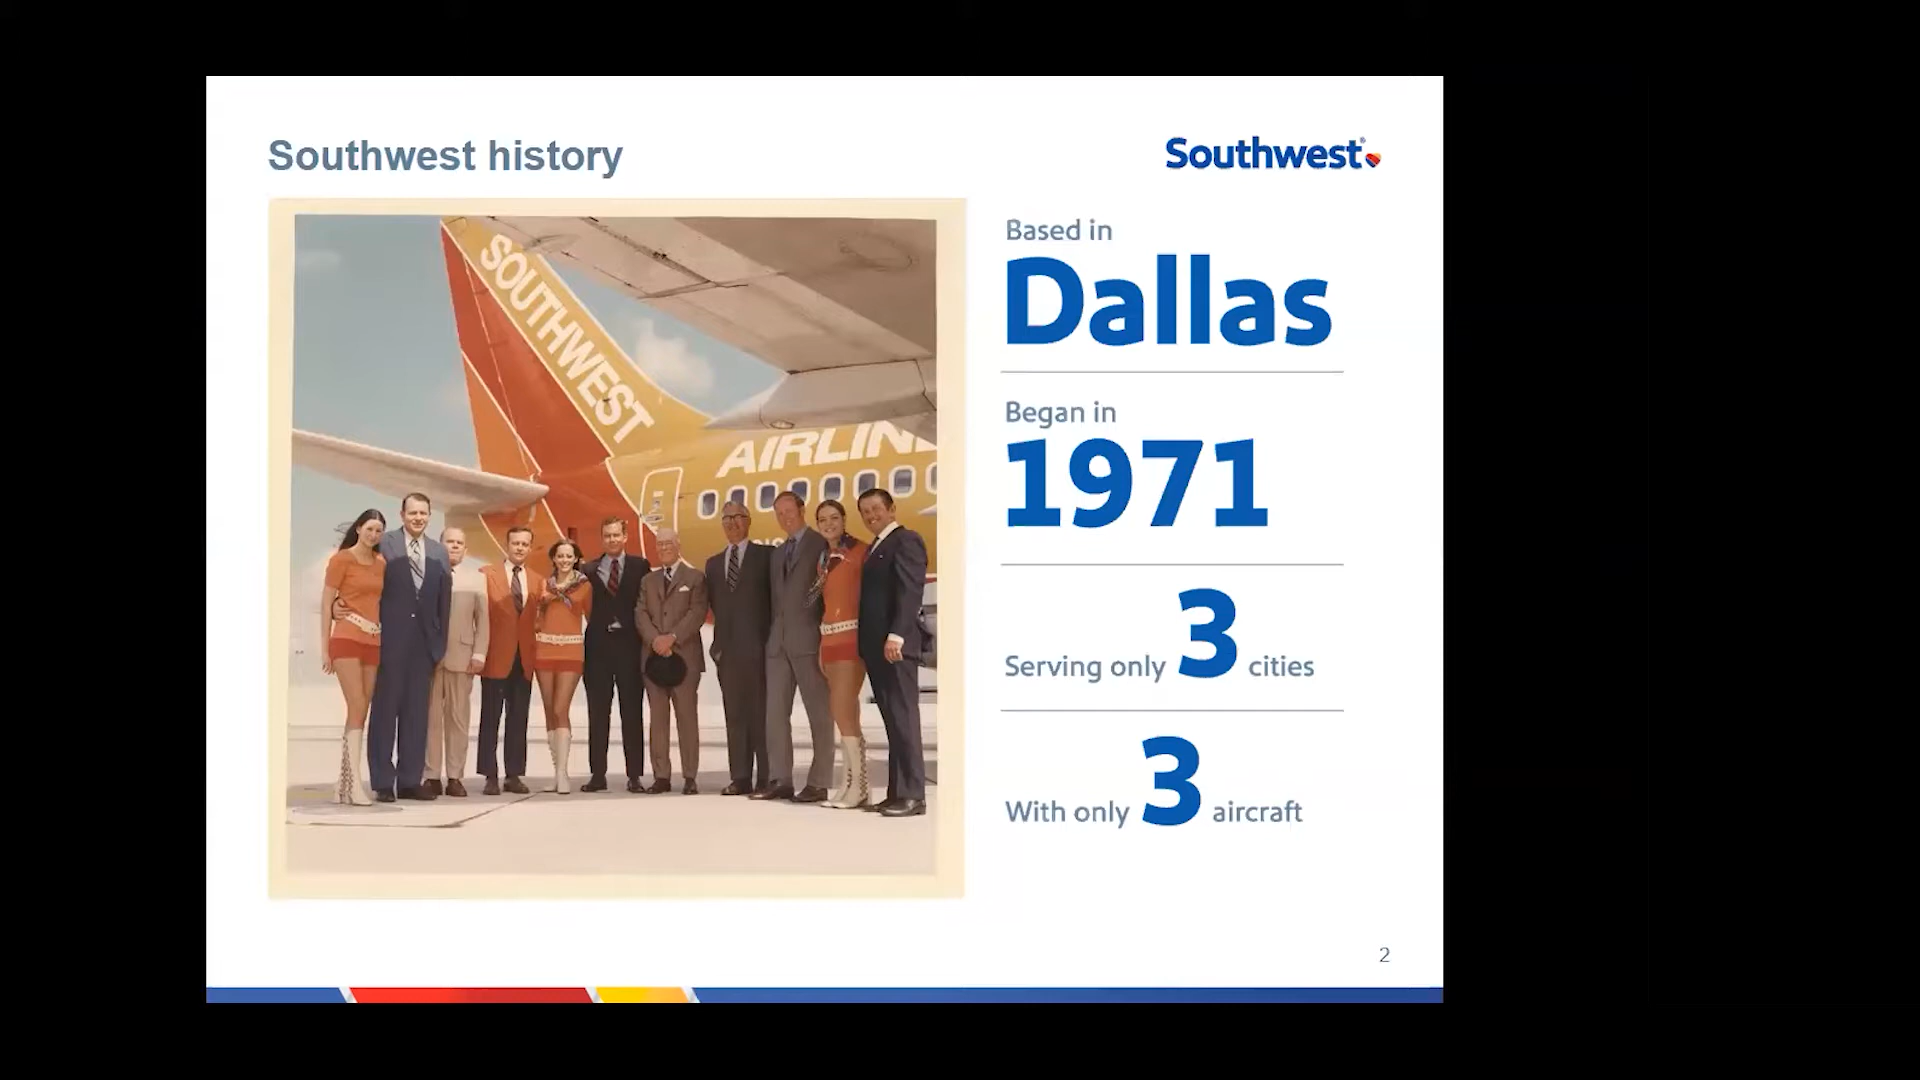 Southwest history
Southwest®
SOUTHWEST
AIRLIN
Based in
Dallas
Began in
1971
Serving only 3 cities
With only 3 aircraft
2